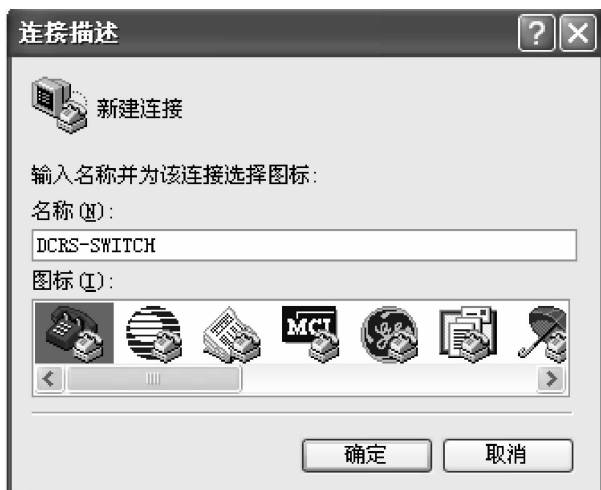 连接描述
新建连接
输入名称并为该连接选择图标:
名称(N):
DCRS-SWITCH
图标(I):
MCI
确定 取消